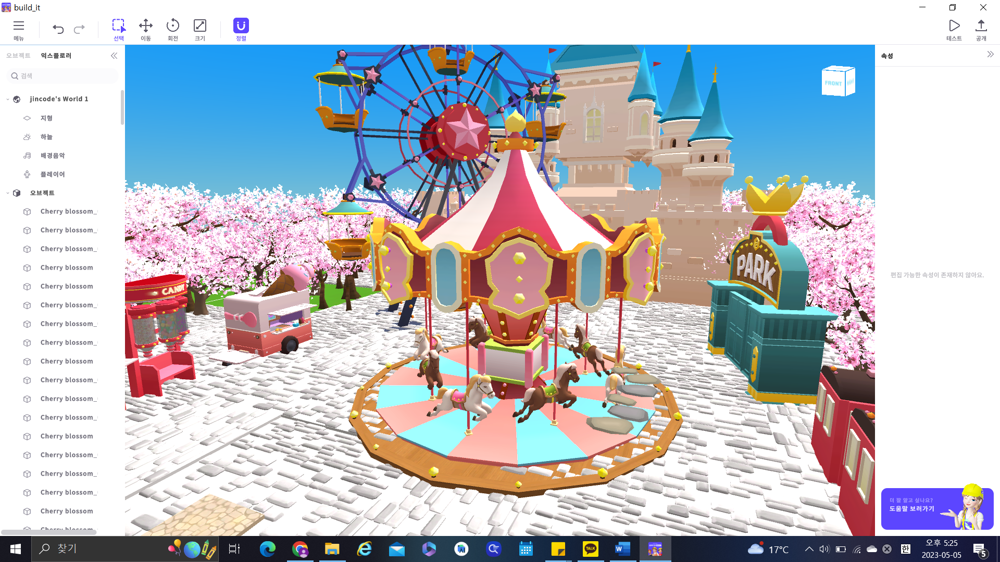 build_it
메뉴
선택
이동
회전
크기
정렬
테스트
공개
오브젝트
익스플로러
검색
jincode's World 1
지형
하늘
배경음악
플레이어
오브젝트
Cherry blossom_
Cherry blossom_
Cherry blossom_
Cherry blossom
Cherry blossom
Cherry blossom_
Cherry blossom_
Cherry blossom_
Cherry blossom
Cherry blossom_
Cherry blossom_
Cherry blossom_
Cherry blossom
Cherry blossom_
Cherry blossom_
Cherry blossom_
Cherry blossom
Cherry blossom_
CANDY
PARK
FRONT
속성
편집 가능한 속성이 존재하지 않아요.
더 잘 알고 싶나요?
도움말 보러가기
찾기
TALK
17°C
한
오후 5:25
2023-05-05
5